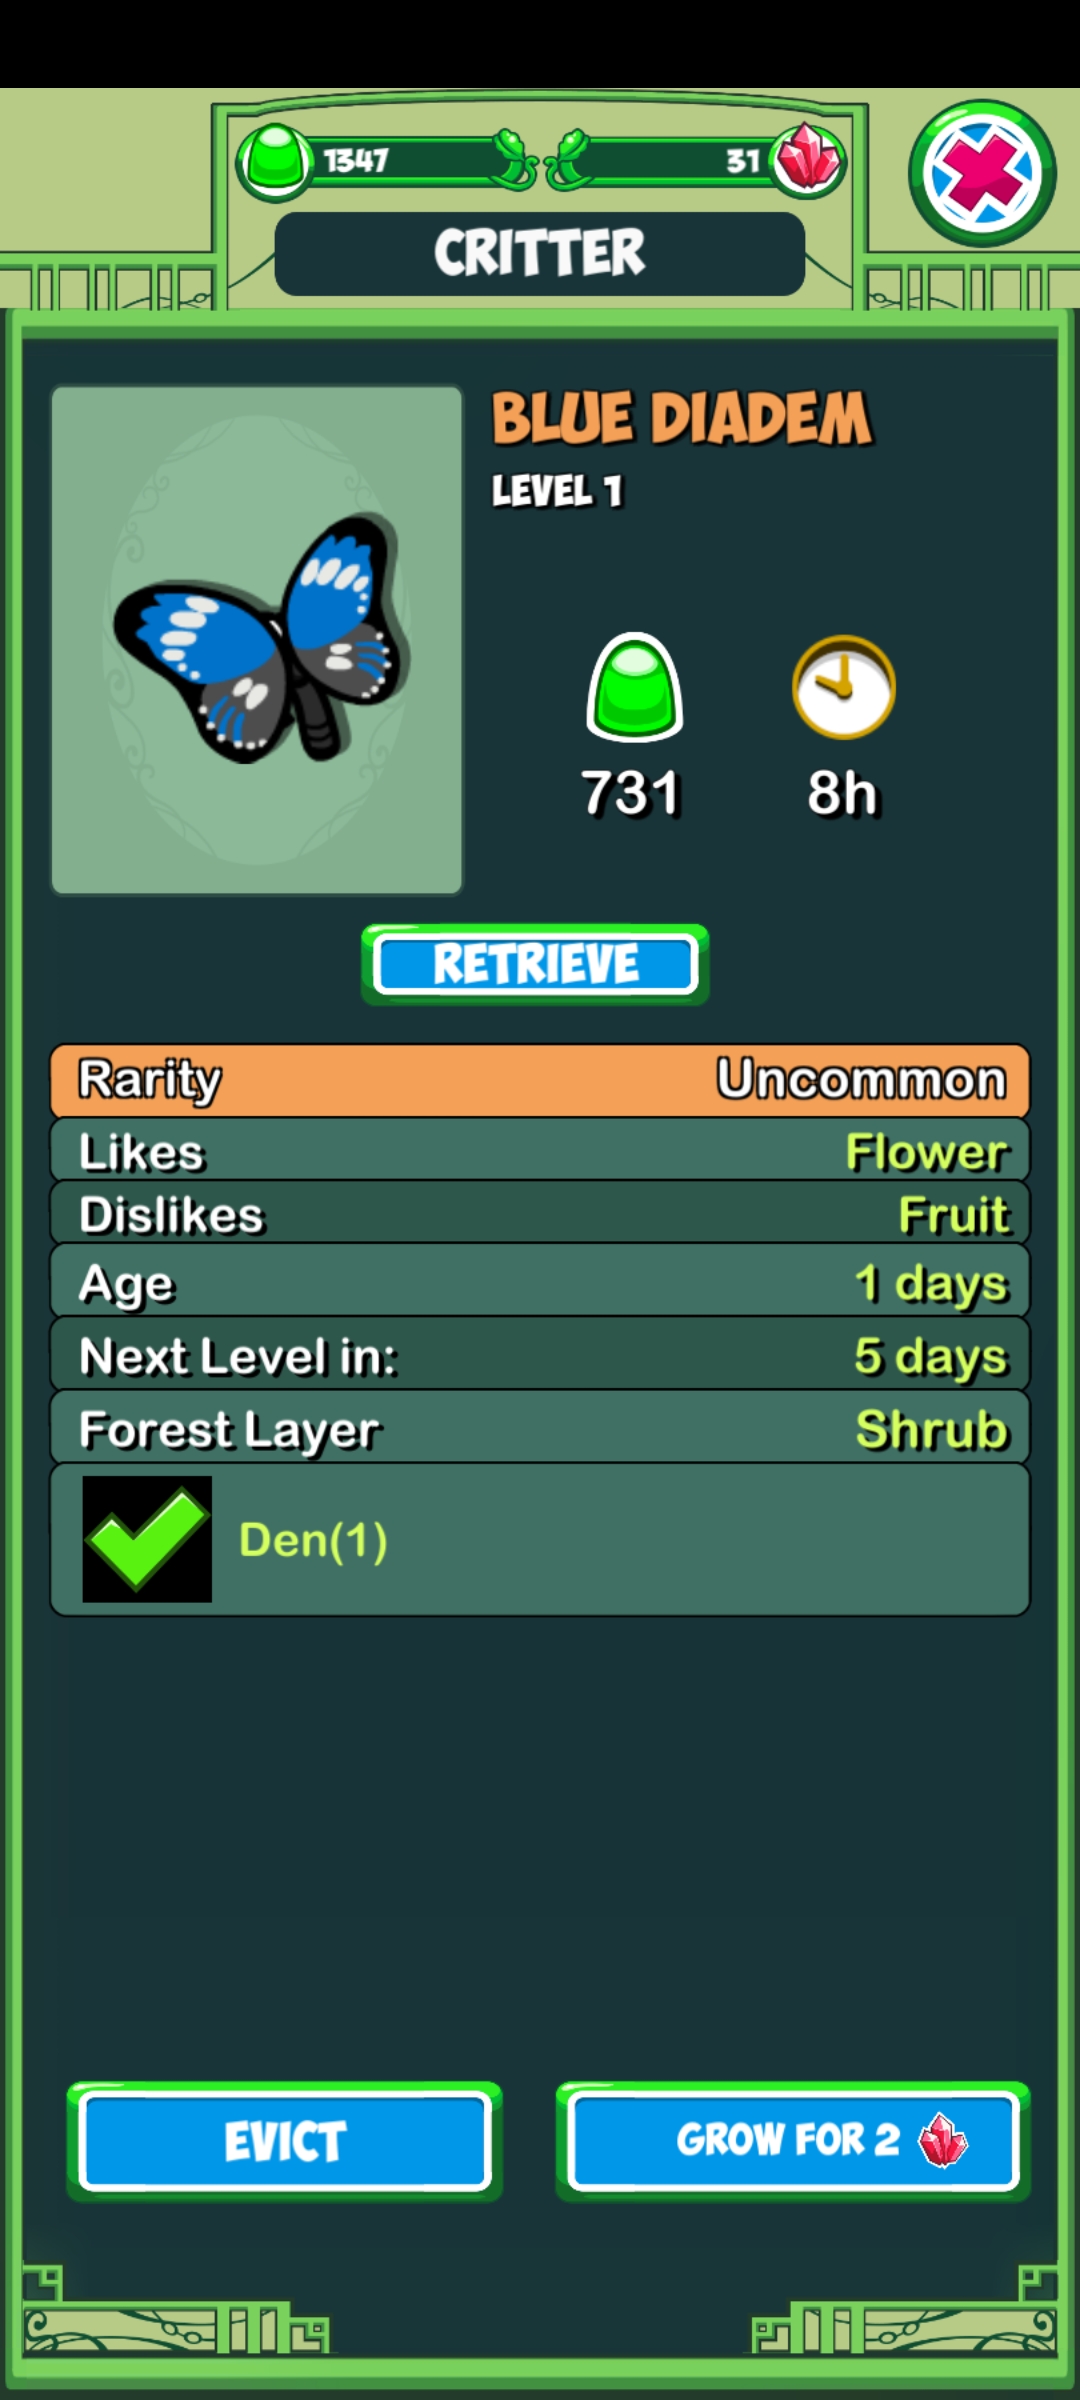 1347
31
CRITTER
BLUE DIADEM
LEVEL 1
731
8h
RETRIEVE
Rarity Uncommon
Likes Flower
Dislikes Fruit
Age 1 days
Next Level in: 5 days
Forest Layer Shrub
Den(1)
EVICT
GROW FOR 2